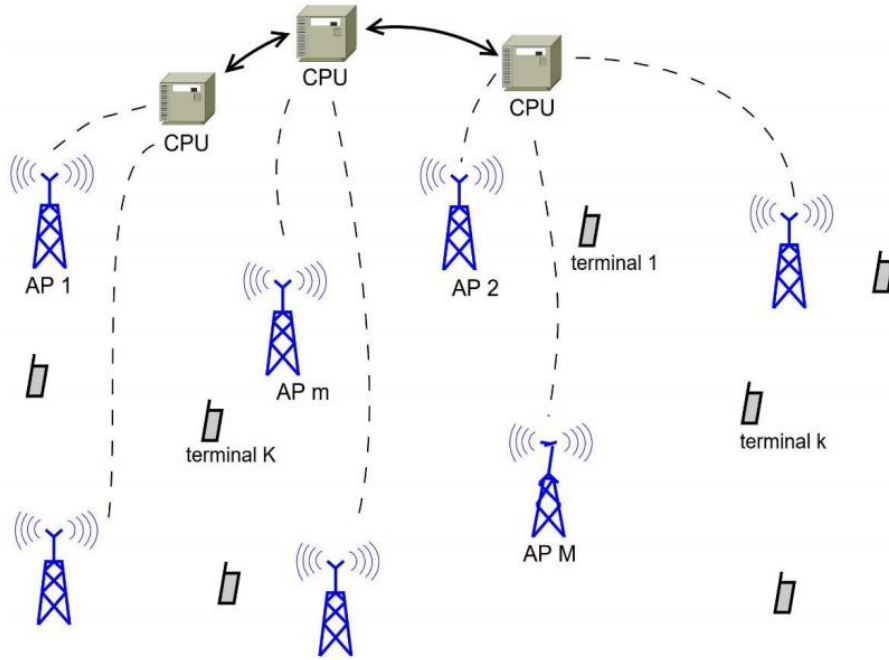 CPU
CPU
CPU
AP 1
AP 2
terminal 1
AP m
terminal K
terminal k
AP M